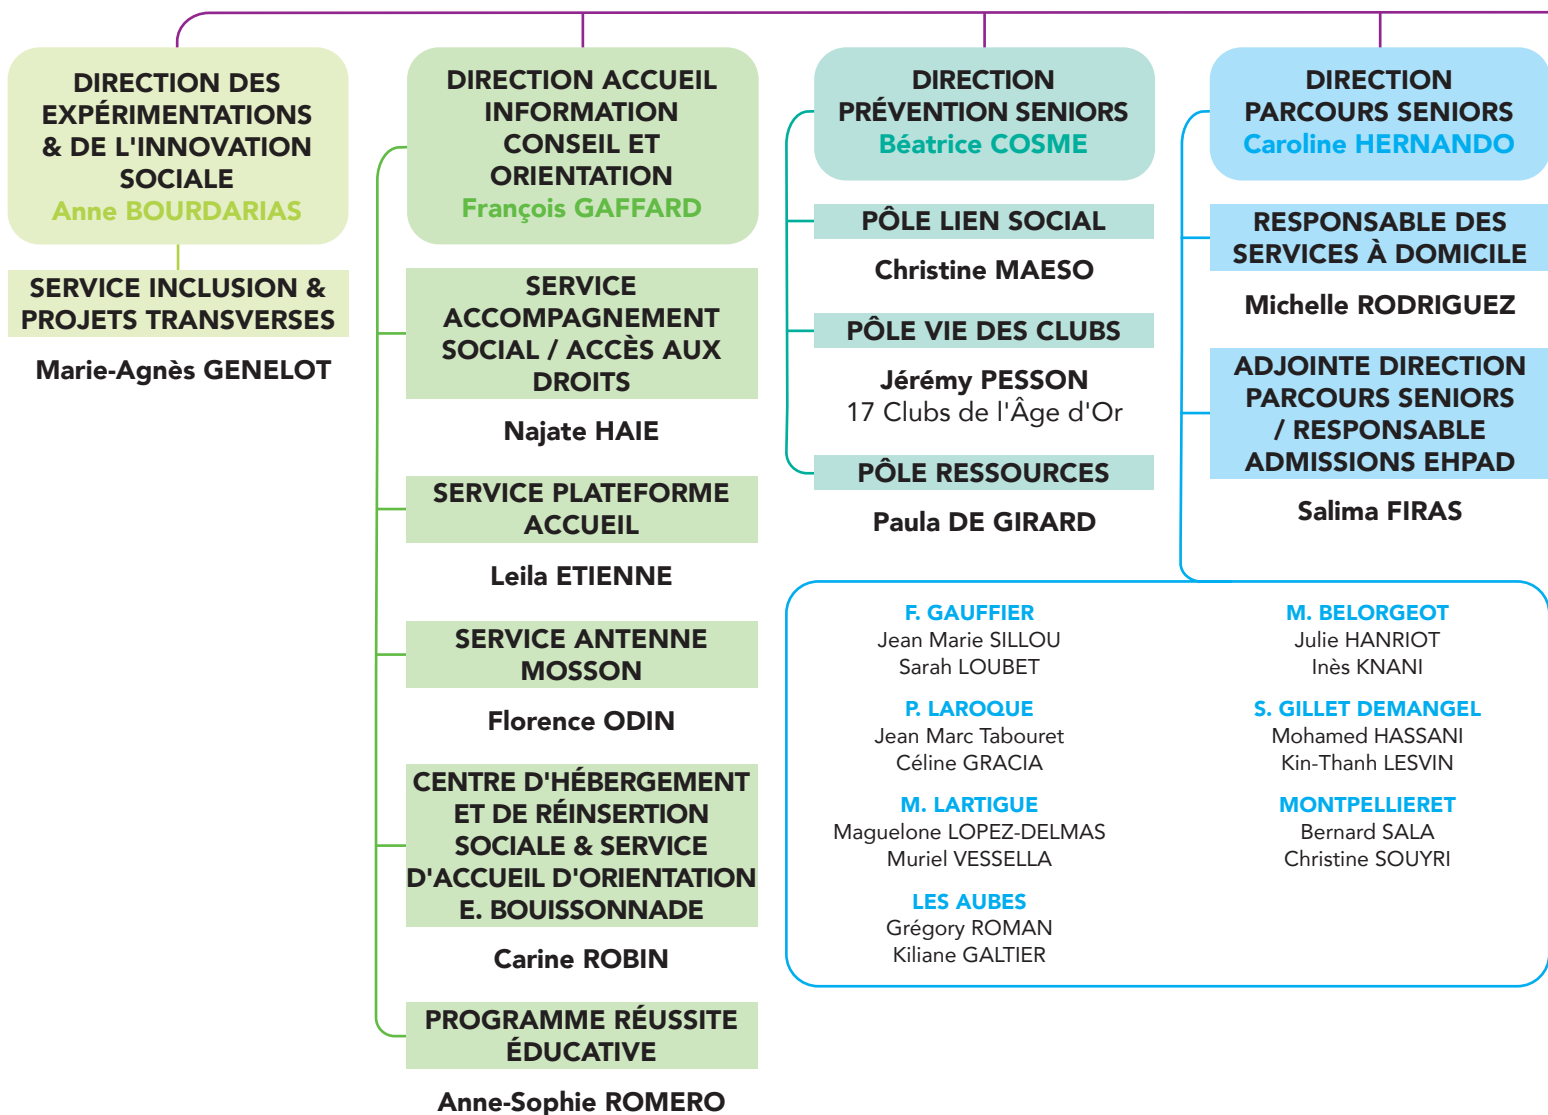 DIRECTION DES
EXPÉRIMENTATIONS
& DE L'INNOVATION
SOCIALE
Anne BOURDARIAS
SERVICE INCLUSION &
PROJETS TRANSVERSES
Marie-Agnès GENELOT
DIRECTION ACCUEIL
INFORMATION
CONSEIL ET
ORIENTATION
François GAFFARD
SERVICE
ACCOMPAGNEMENT
SOCIAL / ACCÈS AUX
DROITS
Najate HAIE
SERVICE PLATEFORME
ACCUEIL
Leila ETIENNE
SERVICE ANTENNE
MOSSON
Florence ODIN
CENTRE D'HÉBERGEMENT
ET DE RÉINSERTION
SOCIALE & SERVICE
D'ACCUEIL D'ORIENTATION
E. BOUISSONNADE
Carine ROBIN
PROGRAMME RÉUSSITE
ÉDUCATIVE
Anne-Sophie ROMERO
DIRECTION
PRÉVENTION SENIORS
Béatrice COSME
PÔLE LIEN SOCIAL
Christine MAESO
PÔLE VIE DES CLUBS
Jérémy PESSON
17 Clubs de l'Âge d'Or
PÔLE RESSOURCES
Paula DE GIRARD
DIRECTION
PARCOURS SENIORS
Caroline HERNANDO
RESPONSABLE DES
SERVICES À DOMICILE
Michelle RODRIGUEZ
ADJOINTE DIRECTION
PARCOURS SENIORS
/ RESPONSABLE
ADMISSIONS EHPAD
Salima FIRAS
F. GAUFFIER
Jean Marie SILLOU
Sarah LOUBET
P. LAROQUE
Jean Marc Tabouret
Céline GRACIA
M. LARTIGUE
Maguelone LOPEZ-DELMAS
Muriel VESSELLA
LES AUBES
Grégory ROMAN
Kiliane GALTIER
M. BELORGEOT
Julie HANRIOT
Inès KNANI
S. GILLET DEMANGEL
Mohamed HASSANI
Kin-Thanh LESVIN
MONTPELLIERET
Bernard SALA
Christine SOUYRI